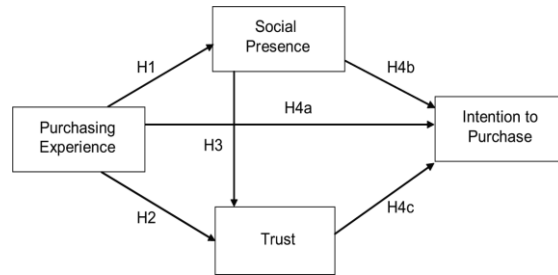 Social
Presence
H1
H4b
H4a
Purchasing
Experience
Intention to
Purchase
H3
H2
H4c
Trust